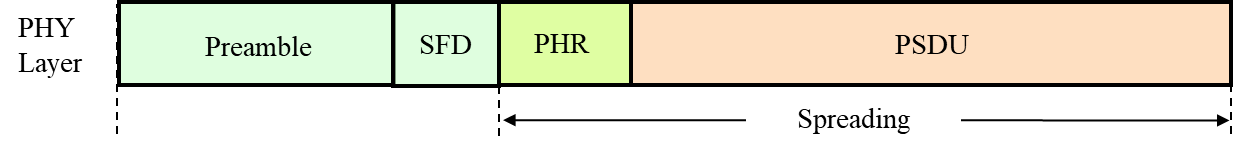 PHY
Layer
Preamble
SFD
PHR
PSDU
Spreading